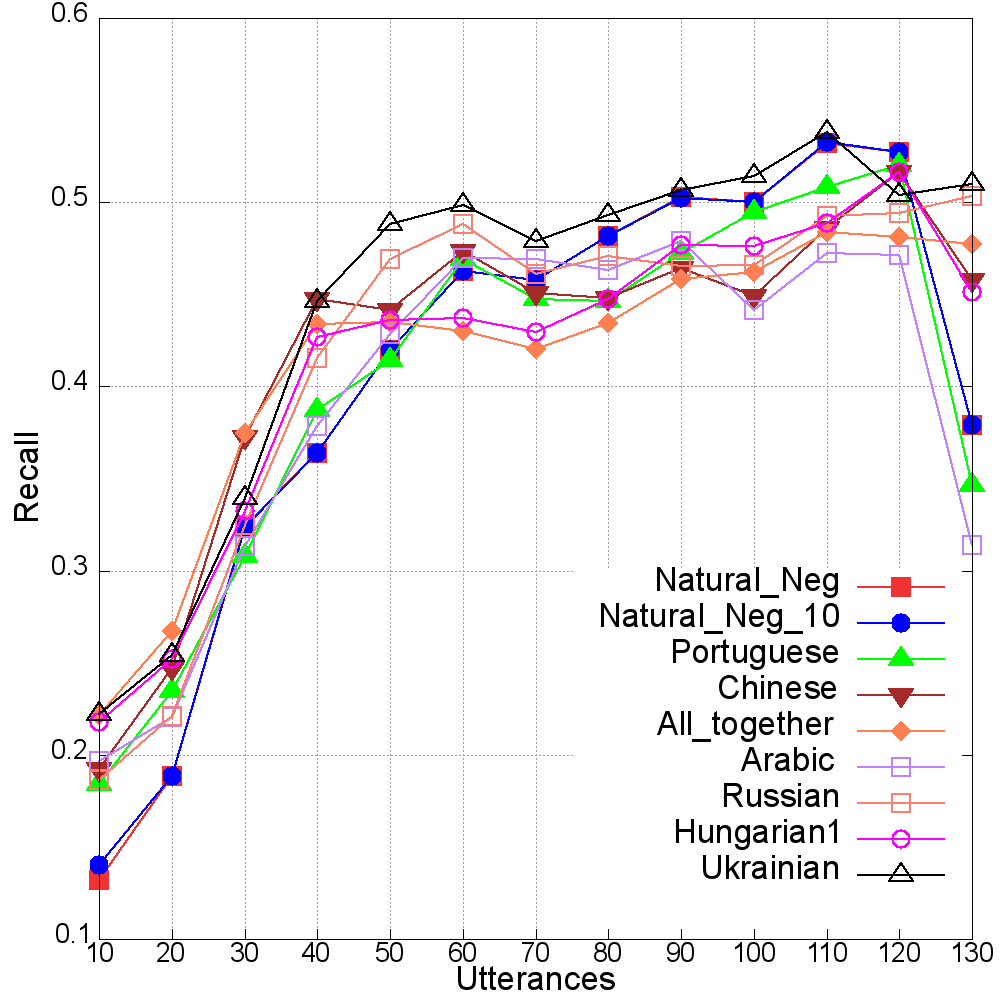 0.6
0.5
0.4
0.3
0.2
0.1
Recall
Natural_Neg
Natural_Neg_10
Portuguese
Chinese
All_together
Arabic
Russian
Hungarian1
Ukrainian
10 20 30 40 50 60 70 80 90 100 110 120 130
Utterances